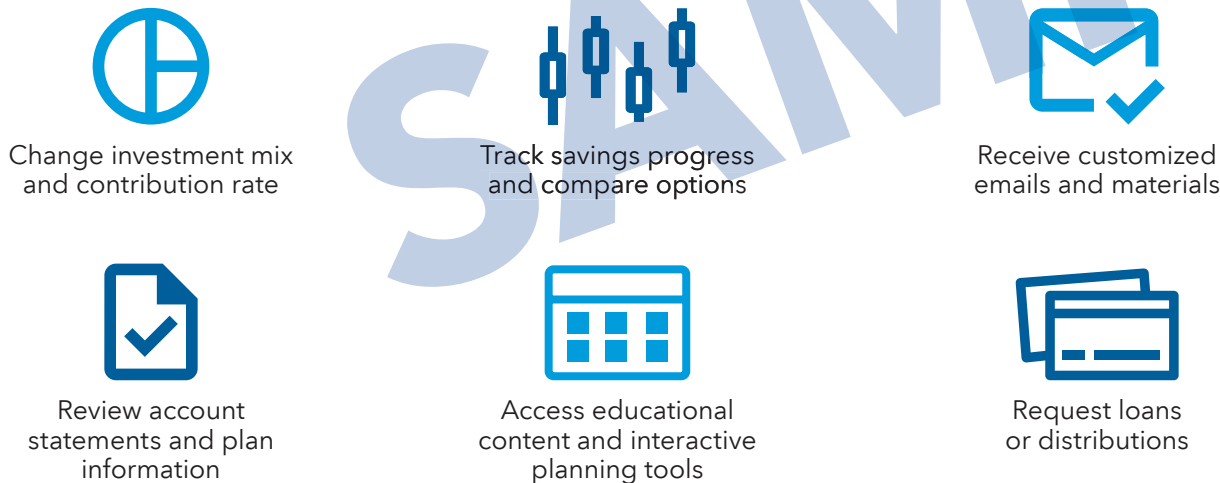 Change investment mix
and contribution rate
Track savings progress
and compare options
Receive customized
emails and materials
Review account
statements and plan
information
Access educational
content and interactive
planning tools
Request loans
or distributions